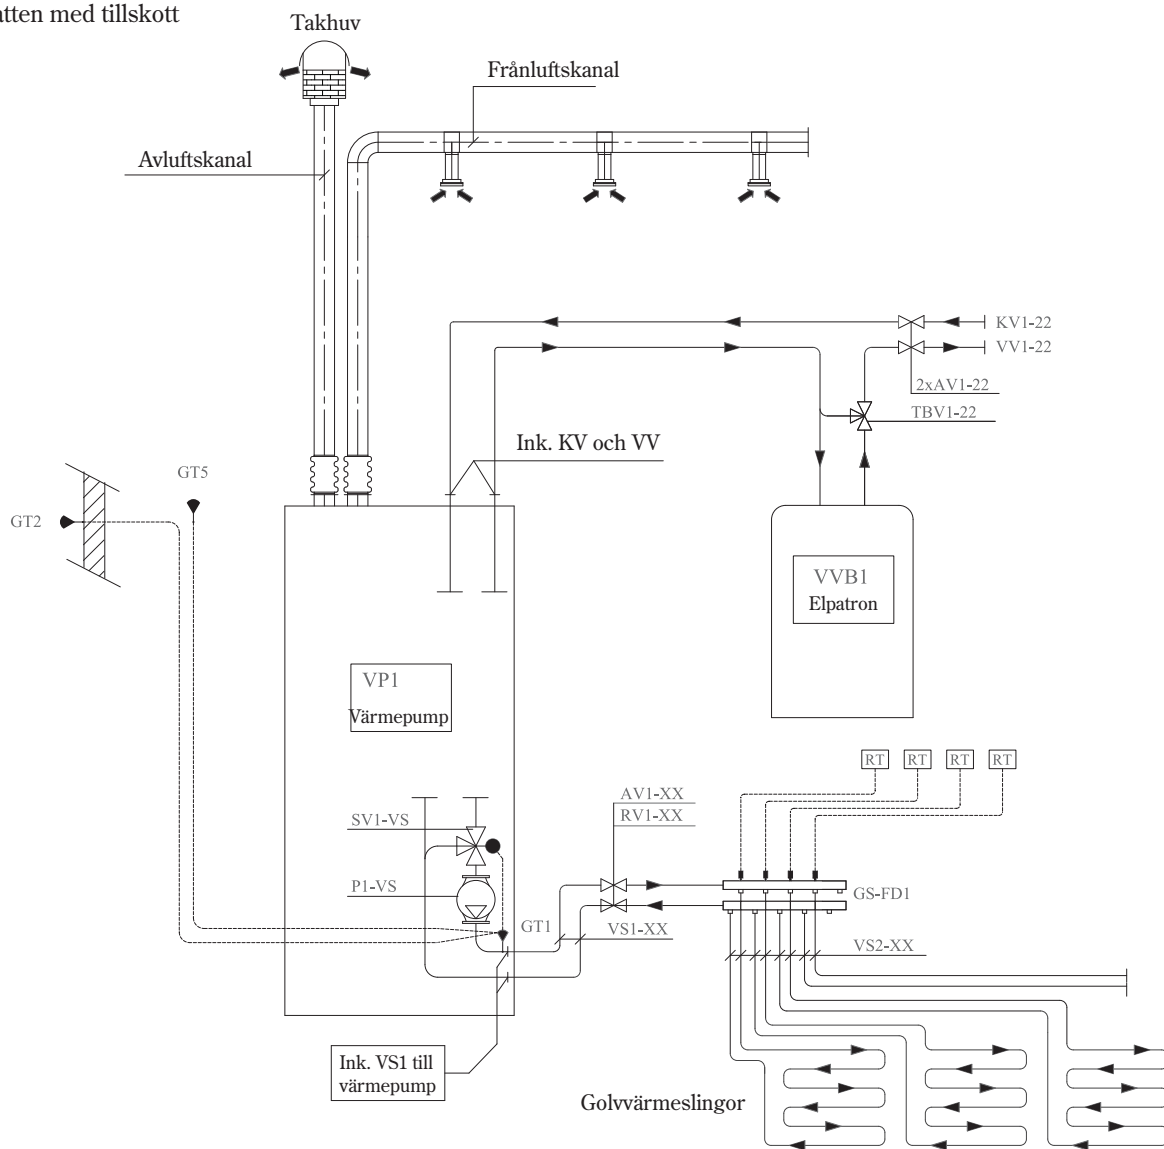 med tillskott
Takhuv
Frånluftskanal
Avluftskanal
KV1-22
VV1-22
2xAV1-22
TBV1-22
Ink. KV och VV
GT5
GT2
VVB1
Elpatron
VP1
Värmepump
RT RT RT RT
AV1-XX
SV1-VS
RV1-XX
P1-VS
GS-FD1
GT1
VS1-XX
VS2-XX
Ink. VS1 till
värmepump
Golvvärmeslingor